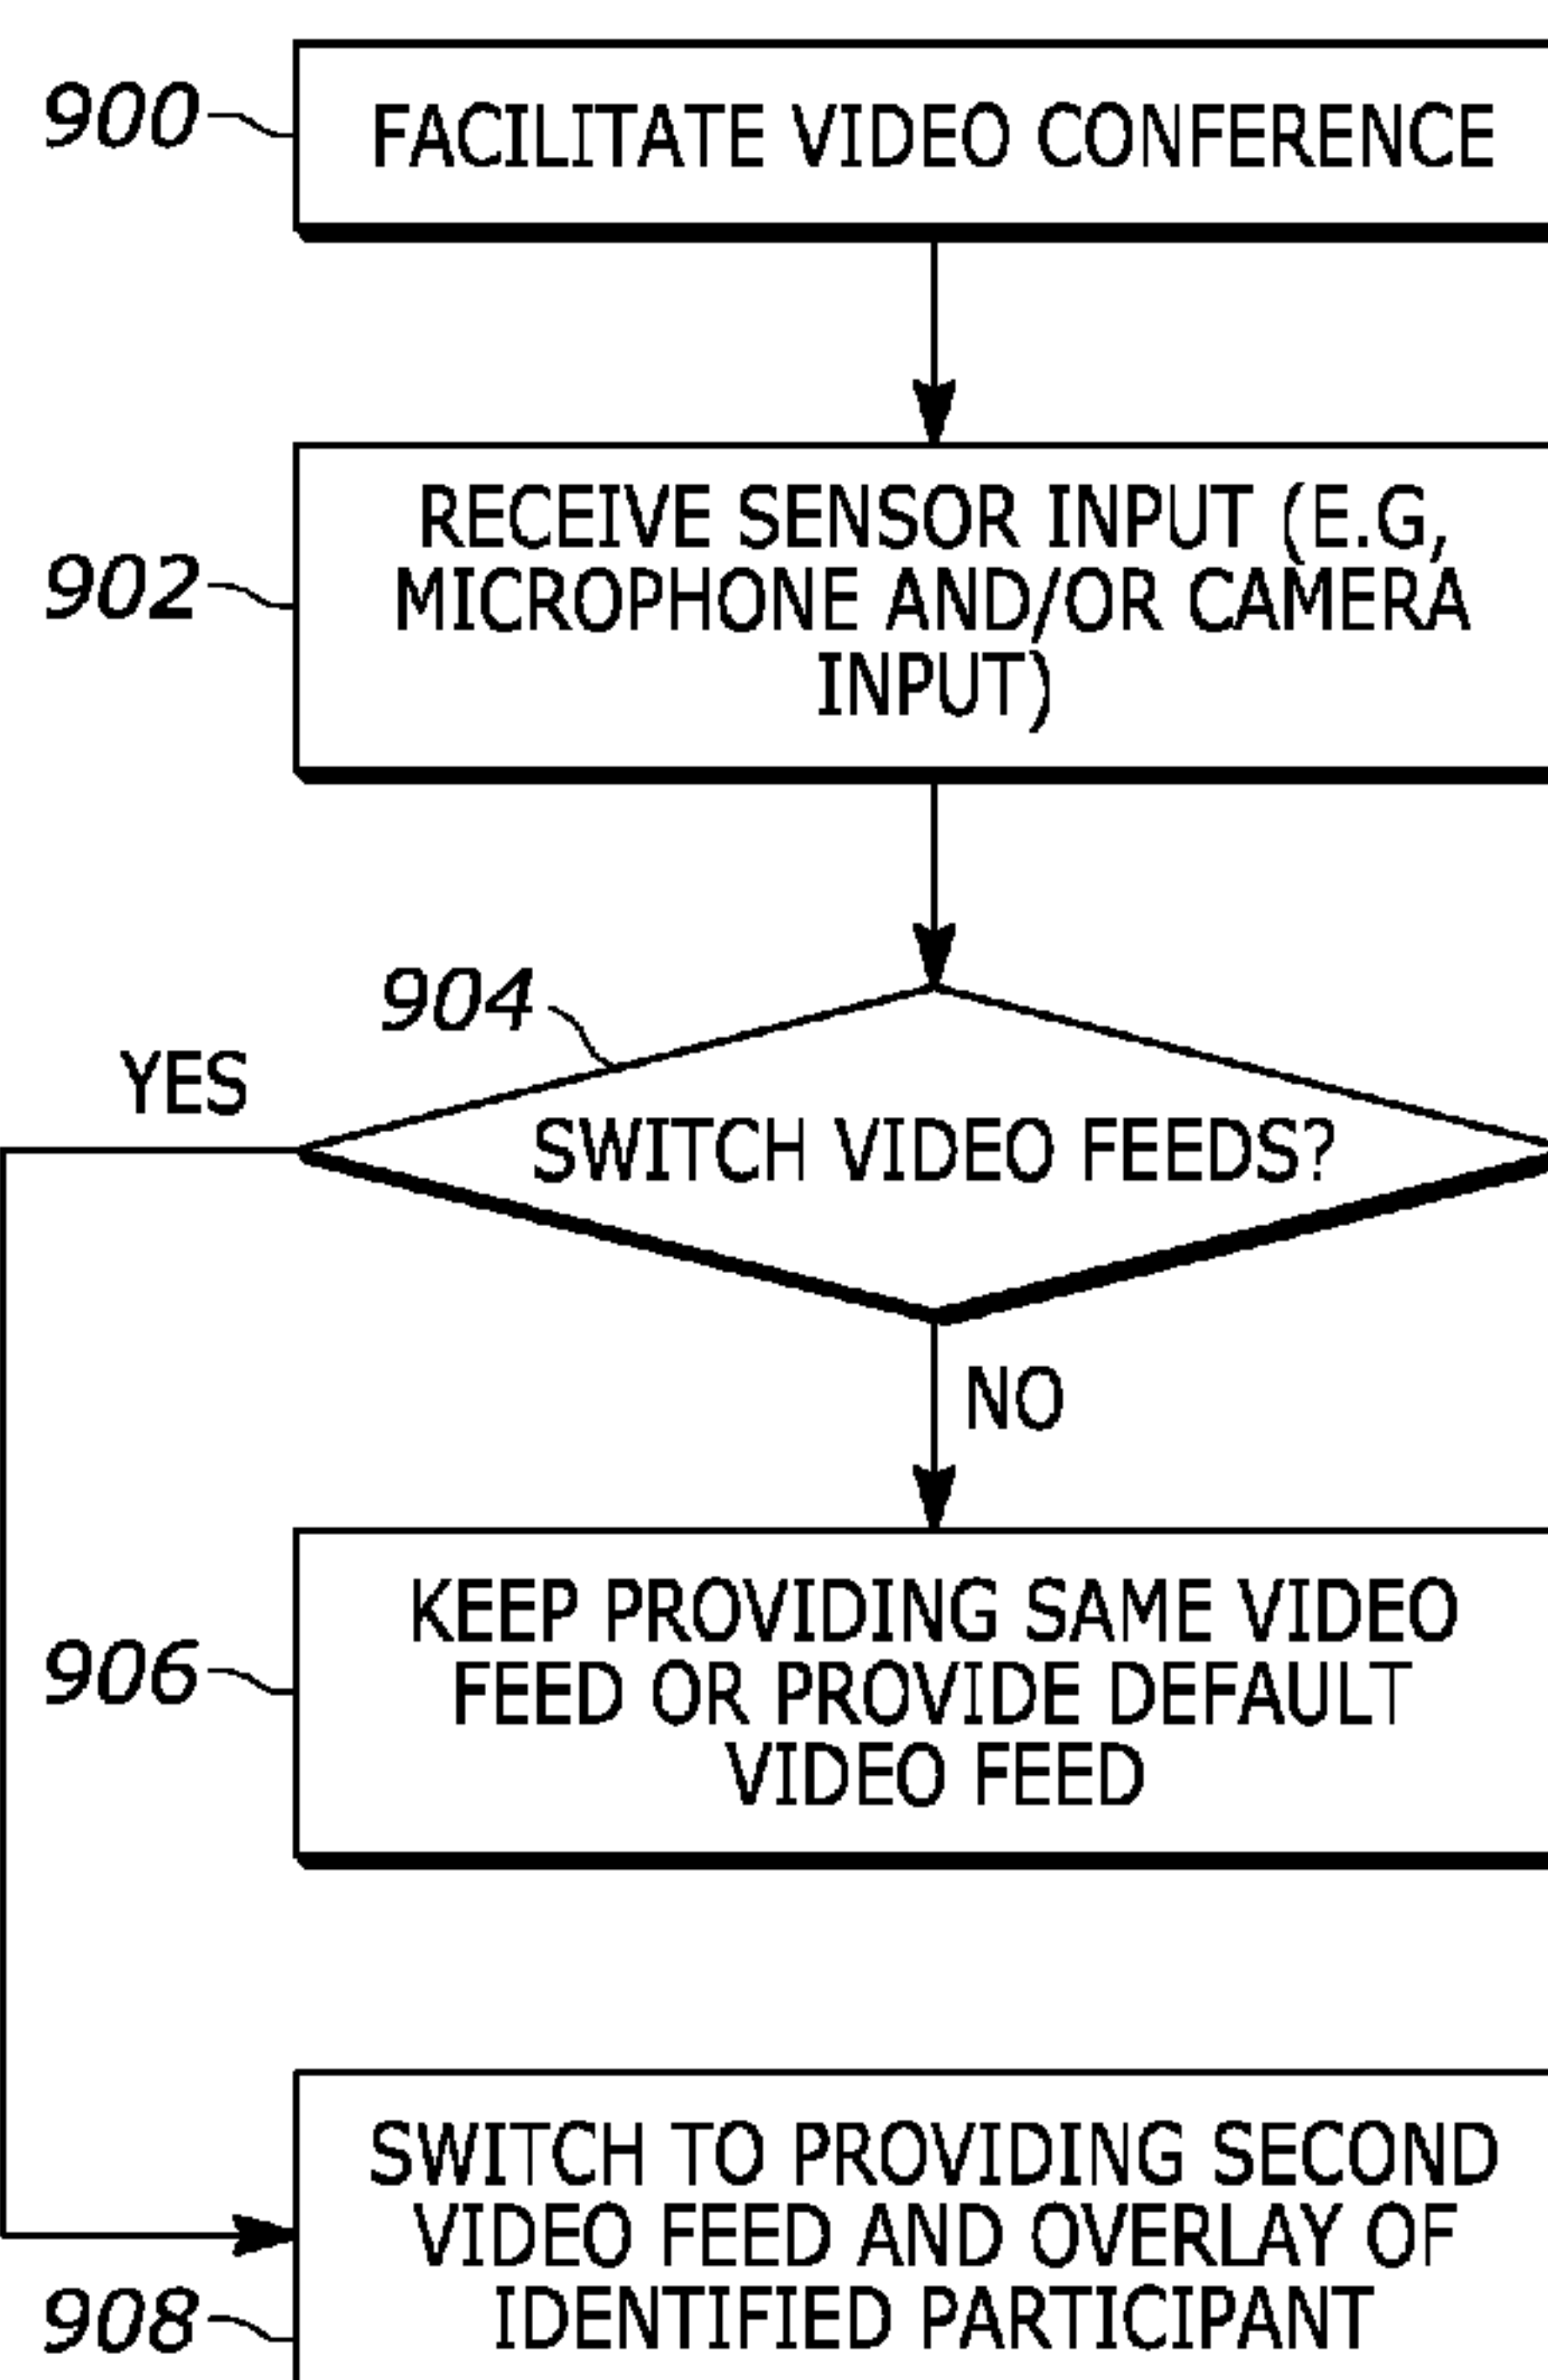 900
FACILITATE VIDEO CONFERENCE
902
RECEIVE SENSOR INPUT (E.G,
MICROPHONE AND/OR CAMERA
INPUT)
904
YES
SWITCH VIDEO FEEDS?
NO
906
KEEP PROVIDING SAME VIDEO
FEED OR PROVIDE DEFAULT
VIDEO FEED
SWITCH TO PROVIDING SECOND
VIDEO FEED AND OVERLAY OF
IDENTIFIED PARTICIPANT
908